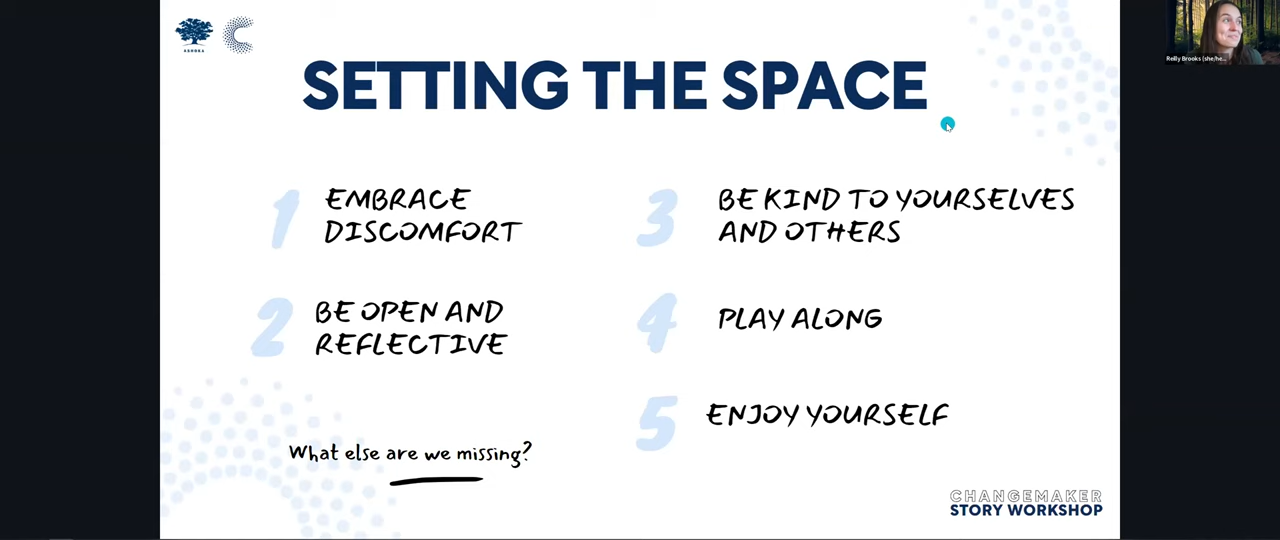 ASHOKA
SETTING THE SPACE
1 EMBRACE
DISCOMFORT
2 BE OPEN AND
REFLECTIVE
What else are we missing?
3 BE KIND TO YOURSELVES
AND OTHERS
4 PLAY ALONG
5 ENJOY YOURSELF
CHANGEMAKER
STORY WORKSHOP
Reilly Brooks (she/he...